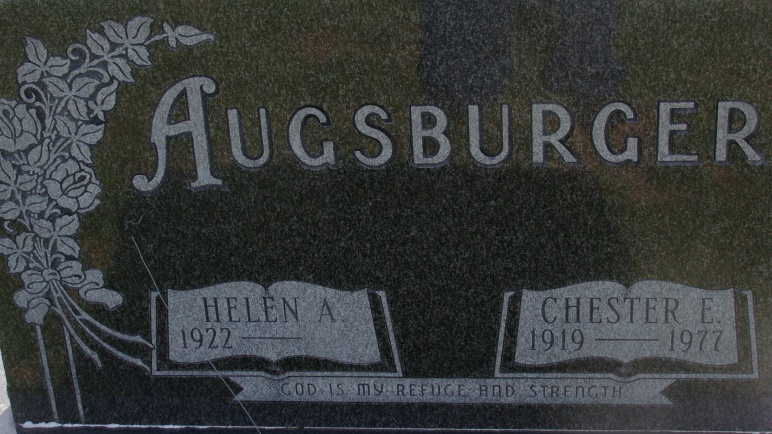 AUGSBURGER
HELEN A.
1922 —
CHESTER E.
1919 — 1977
GOD IS MY REFUGE AND STRENGTH